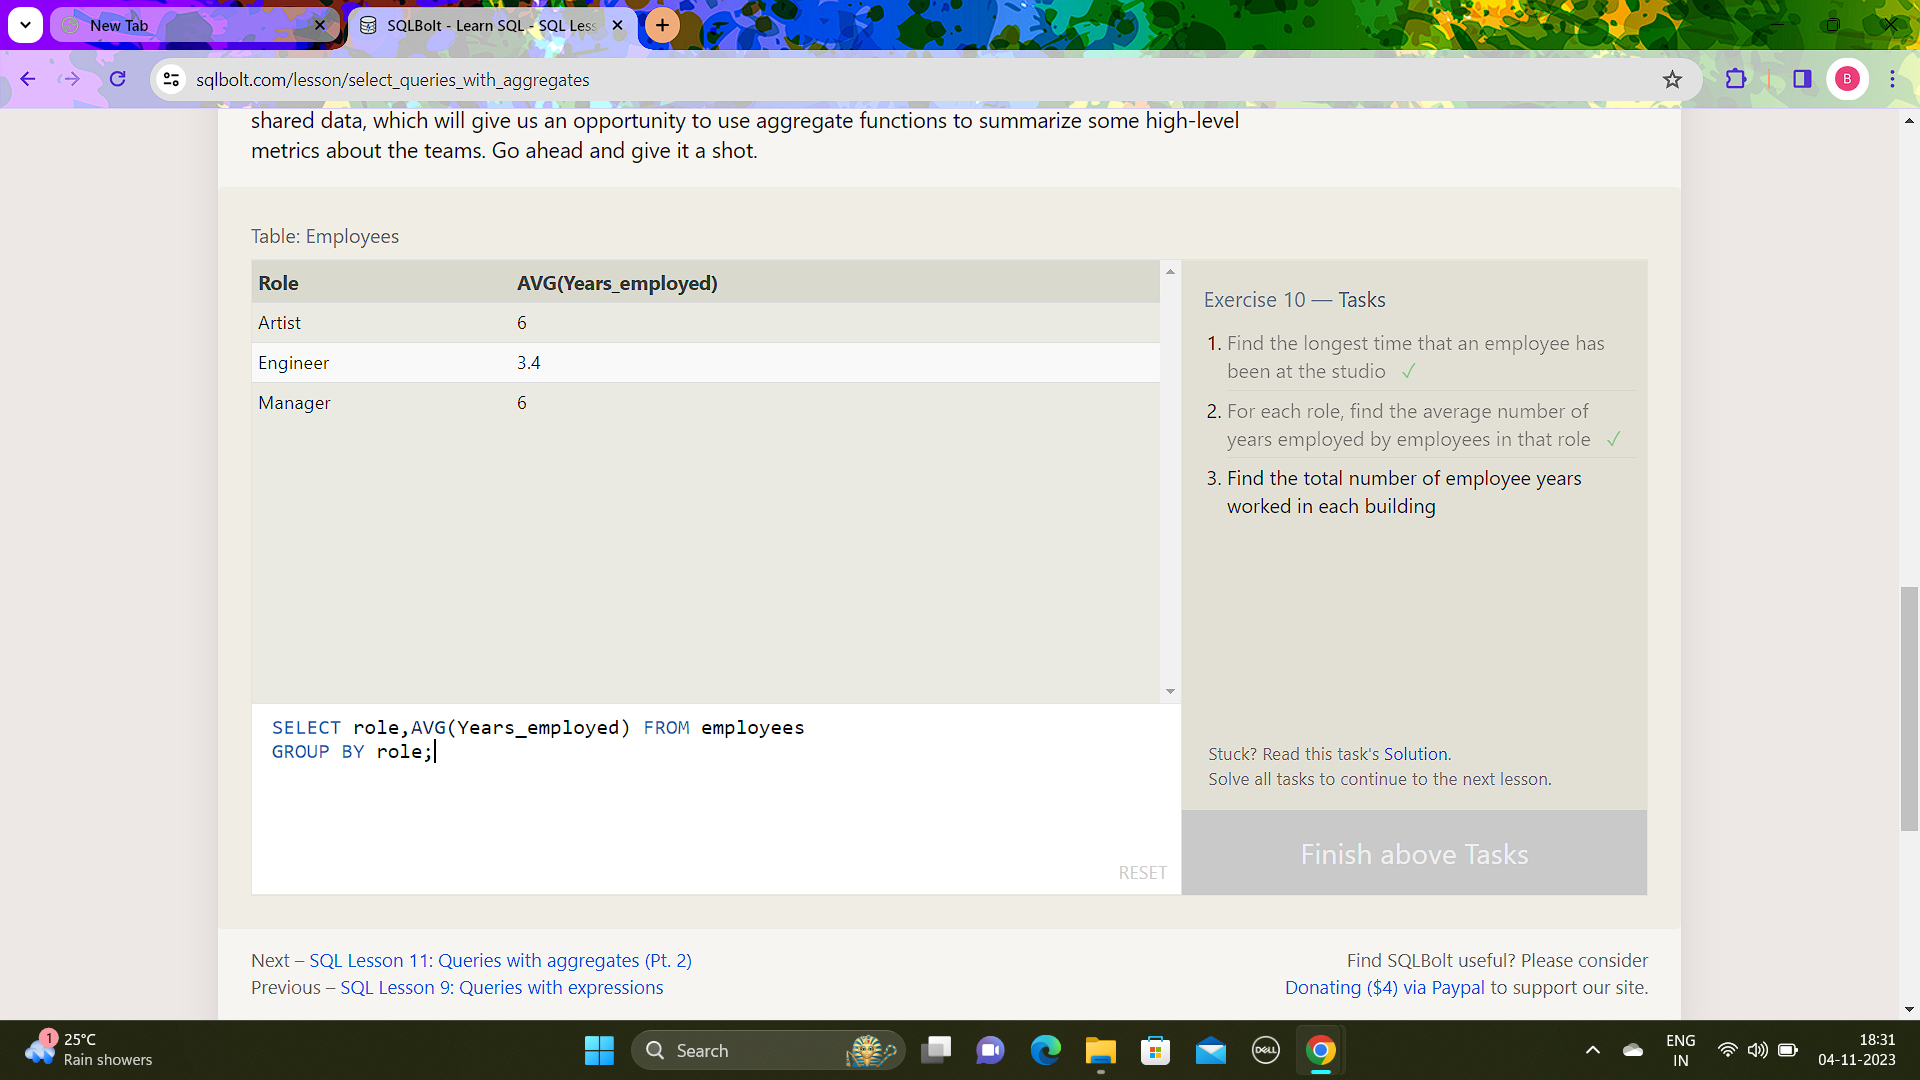 New Tab
SQLBolt - Learn SQL - SQL Less
sqlbolt.com/lesson/select_queries_with_aggregates
B
shared data, which will give us an opportunity to use aggregate functions to summarize some high-level
metrics about the teams. Go ahead and give it a shot.
Table: Employees
Role AVG(Years_employed)
Artist 6
Engineer 3.4
Manager 6
Exercise 10 — Tasks
1. Find the longest time that an employee has
been at the studio ✓
2. For each role, find the average number of
years employed by employees in that role ✓
3. Find the total number of employee years
worked in each building
SELECT role,AVG(Years_employed) FROM employees
GROUP BY role;
RESET
Stuck? Read this task's Solution.
Solve all tasks to continue to the next lesson.
Finish above Tasks
Next – SQL Lesson 11: Queries with aggregates (Pt. 2)
Previous – SQL Lesson 9: Queries with expressions
Find SQLBolt useful? Please consider
Donating ($4) via Paypal to support our site.
1
25°C
Rain showers
Search
DELL
ENG
IN
18:31
04-11-2023